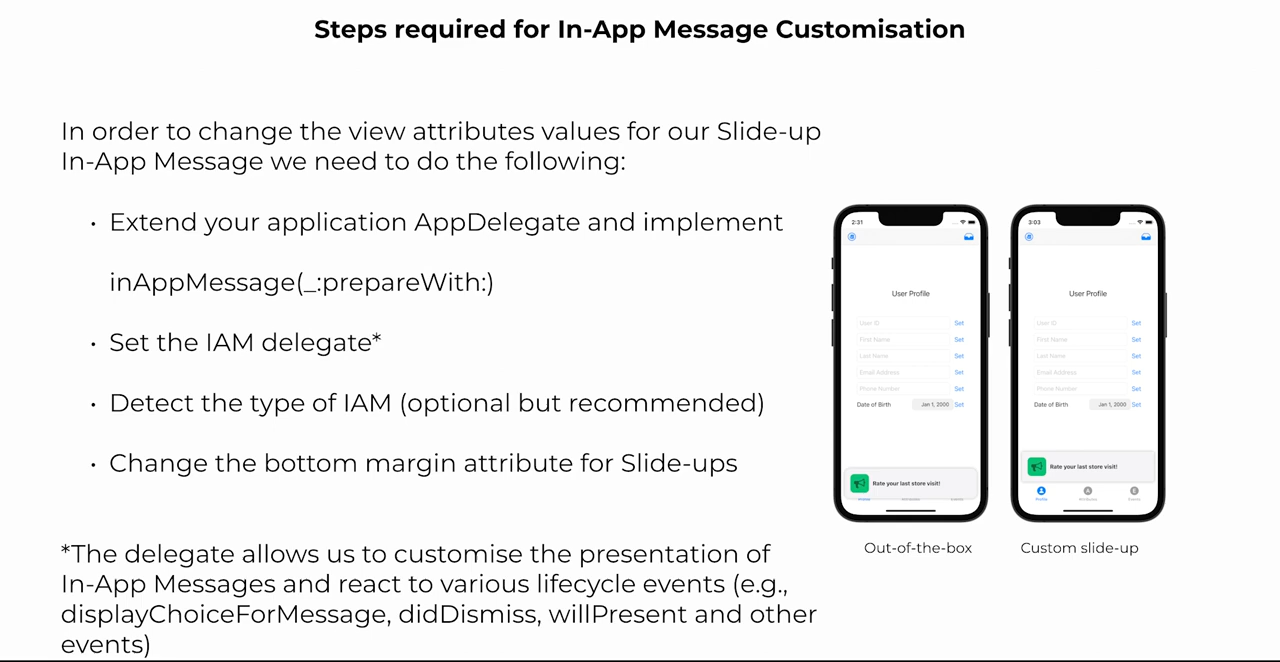 Steps required for In-App Message Customisation
In order to change the view attributes values for our Slide-up
In-App Message we need to do the following:
• Extend your application AppDelegate and implement
inAppMessage(_:prepareWith:)
• Set the IAM delegate*
• Detect the type of IAM (optional but recommended)
• Change the bottom margin attribute for Slide-ups
*The delegate allows us to customise the presentation of
In-App Messages and react to various lifecycle events (e.g.,
displayChoiceForMessage, didDismiss, willPresent and other
events)
2:31
User Profile
User ID Set
First Name Set
Last Name Set
Email Address Set
Phone Number Set
Date of Birth Jan 1, 2000 Set
Rate your last store visit!
Out-of-the-box
3:03
User Profile
User ID Set
First Name Set
Last Name Set
Email Address Set
Phone Number Set
Date of Birth Jan 1, 2000 Set
Rate your last store visit!
Profile Attributes Events
Custom slide-up